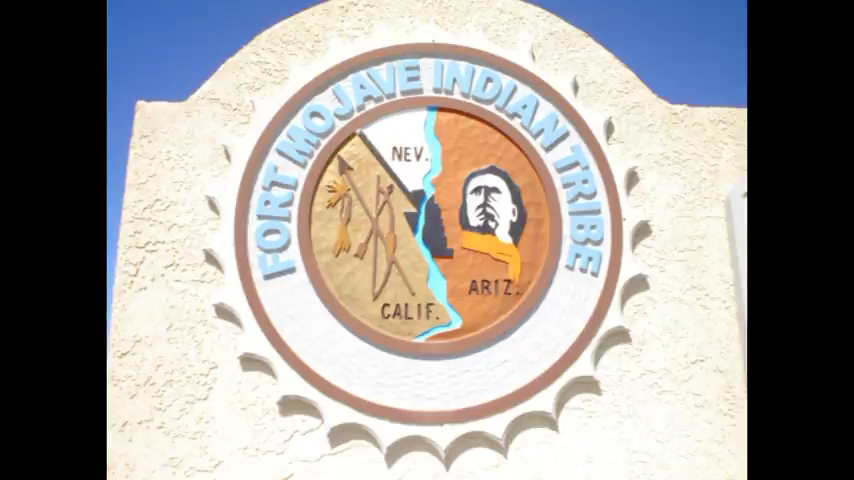 FORT MOJAVE INDIAN TRIBE
NEV.
ARIZ.
CALIF.